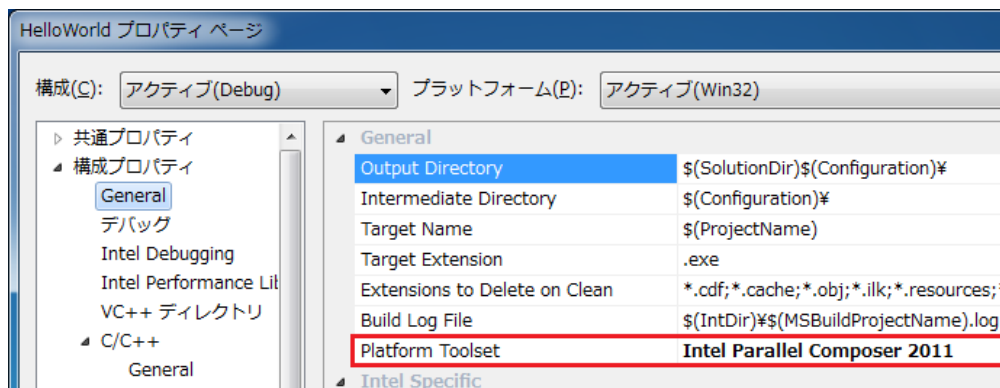 HelloWorld プロパティ ページ
構成(C): アクティブ(Debug) プラットフォーム(P): アクティブ(Win32)
共通プロパティ
構成プロパティ
General
デバッグ
Intel Debugging
Intel Performance Lib
VC++ ディレクトリ
C/C++
General
General
Output Directory $(SolutionDir)$(Configuration)¥
Intermediate Directory $(Configuration)¥
Target Name $(ProjectName)
Target Extension .exe
Extensions to Delete on Clean *.cdf;*.cache;*.obj;*.ilk;*.resources;*
Build Log File $(IntDir)¥$(MSBuildProjectName).log
Platform Toolset Intel Parallel Composer 2011
Intel Specific